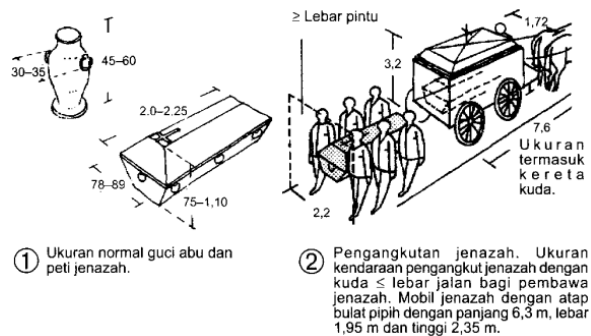 30–35
45–60
2.0–2.25
78–89
75–1,10
① Ukuran normal guci abu dan
peti jenazah.
≥ Lebar pintu
1,72
3,2
7,6
2,2
Ukuran
termasuk
kereta
kuda.
② Pengangkutan jenazah. Ukuran
kendaraan pengangkut jenazah dengan
kuda ≤ lebar jalan bagi pembawa
jenazah. Mobil jenazah dengan atap
bulat pipih dengan panjang 6,3 m, lebar
1,95 m dan tinggi 2,35 m.